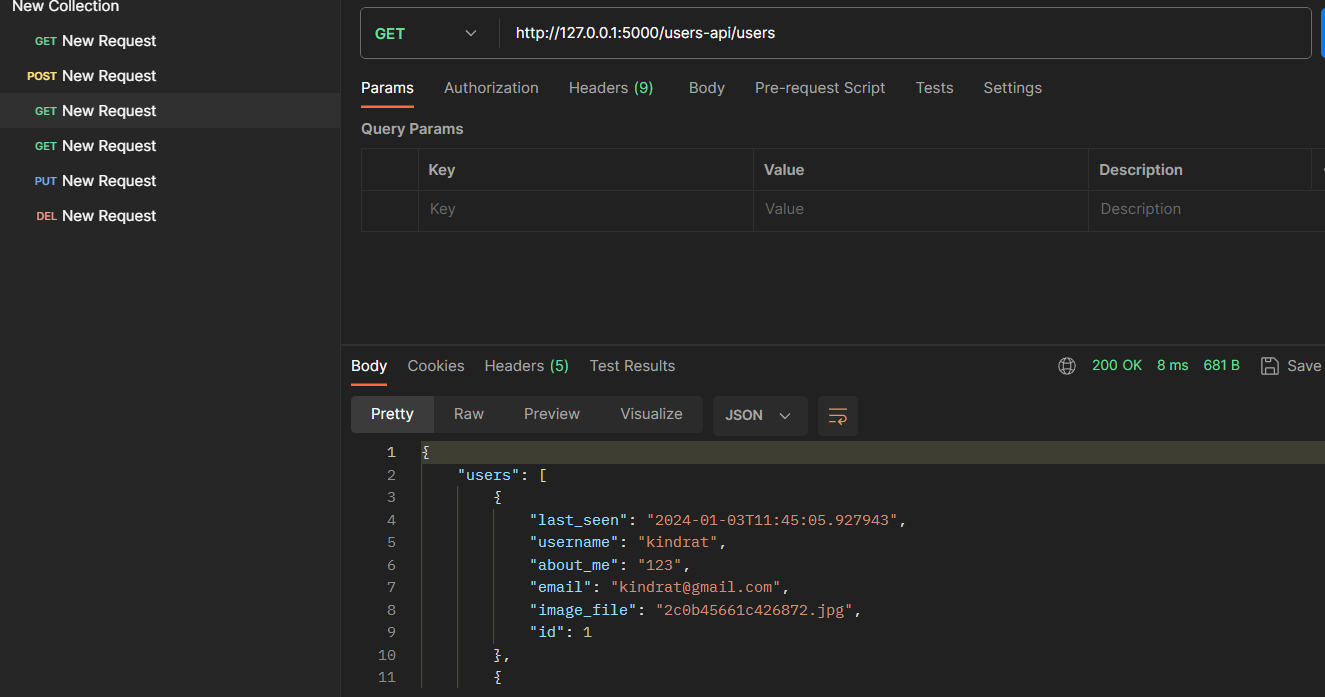 New Collection
GET New Request
POST New Request
GET New Request
GET New Request
PUT New Request
DEL New Request
GET http://127.0.0.1:5000/users-api/users
Params Authorization Headers (9) Body Pre-request Script Tests Settings
Query Params
Key Value Description
Key Value Description
Body Cookies Headers (5) Test Results 200 OK 8 ms 681 B Save
Pretty Raw Preview Visualize JSON
1 {
2 "users": [
3 {
4 "last_seen": "2024-01-03T11:45:05.927943",
5 "username": "kindrat",
6 "about_me": "123",
7 "email": "kindrat@gmail.com",
8 "image_file": "2c0b45661c426872.jpg",
9 "id": 1
10 },
11 {